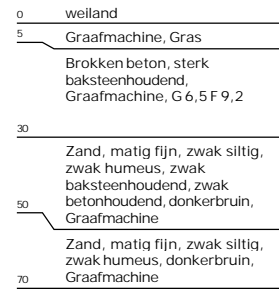 0 weiland
5 Graafmachine, Gras
Brokken beton, sterk
baksteenhoudend,
Graafmachine, G 6,5 F 9,2
30
Zand, matig fijn, zwak siltig,
zwak humeus, zwak
baksteenhoudend, zwak
betonhoudend, donkerbruin,
50 Graafmachine
Zand, matig fijn, zwak siltig,
zwak humeus, donkerbruin,
70 Graafmachine